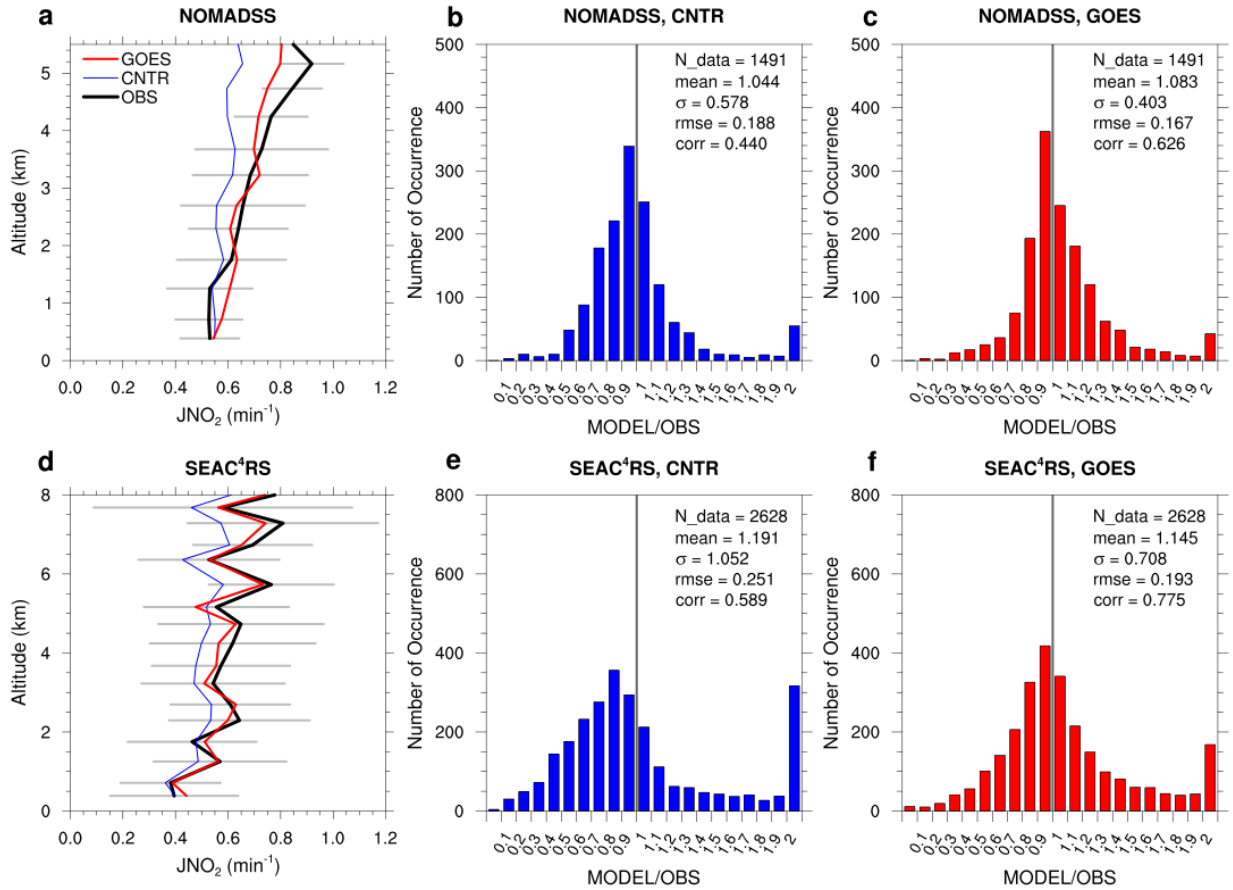 a
NOMADSS
GOES
CNTR
OBS
5
4
3
2
1
0
Altitude (km)
0.0 0.2 0.4 0.6 0.8 1.0 1.2
JNO₂ (min⁻¹)
b
NOMADSS, CNTR
N_data = 1491
mean = 1.044
σ = 0.578
rmse = 0.188
corr = 0.440
500
400
300
200
100
0
Number of Occurrence
0.1 0.2 0.3 0.4 0.5 0.6 0.7 0.8 0.9 1 1.1 1.2 1.3 1.4 1.5 1.6 1.7 1.8 1.9 2
MODEL/OBS
c
NOMADSS, GOES
N_data = 1491
mean = 1.083
σ = 0.403
rmse = 0.167
corr = 0.626
500
400
300
200
100
0
Number of Occurrence
0.1 0.2 0.3 0.4 0.5 0.6 0.7 0.8 0.9 1 1.1 1.2 1.3 1.4 1.5 1.6 1.7 1.8 1.9 2
MODEL/OBS
d
SEAC⁴RS
8
6
4
2
0
Altitude (km)
0.0 0.2 0.4 0.6 0.8 1.0 1.2
JNO₂ (min⁻¹)
e
SEAC⁴RS, CNTR
N_data = 2628
mean = 1.191
σ = 1.052
rmse = 0.251
corr = 0.589
800
600
400
200
0
Number of Occurrence
0.1 0.2 0.3 0.4 0.5 0.6 0.7 0.8 0.9 1 1.1 1.2 1.3 1.4 1.5 1.6 1.7 1.8 1.9 2
MODEL/OBS
f
SEAC⁴RS, GOES
N_data = 2628
mean = 1.145
σ = 0.708
rmse = 0.193
corr = 0.775
800
600
400
200
0
Number of Occurrence
0.1 0.2 0.3 0.4 0.5 0.6 0.7 0.8 0.9 1 1.1 1.2 1.3 1.4 1.5 1.6 1.7 1.8 1.9 2
MODEL/OBS